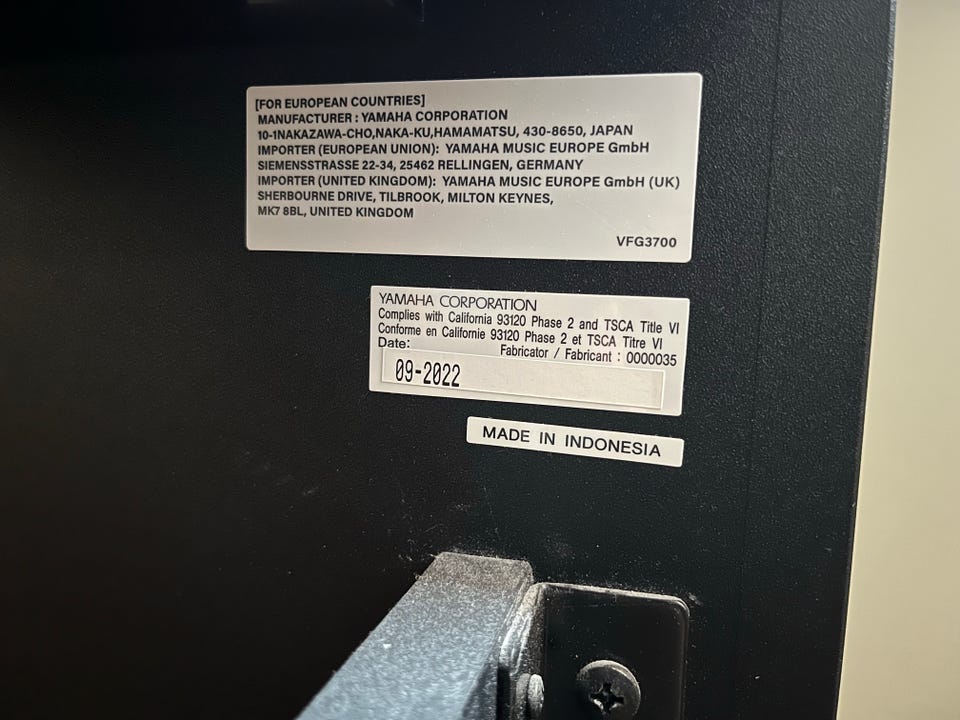 [FOR EUROPEAN COUNTRIES]
MANUFACTURER : YAMAHA CORPORATION
10-1NAKAZAWA-CHO,NAKA-KU,HAMAMATSU, 430-8650, JAPAN
IMPORTER (EUROPEAN UNION): YAMAHA MUSIC EUROPE GmbH
SIEMENSSTRASSE 22-34, 25462 RELLINGEN, GERMANY
IMPORTER (UNITED KINGDOM): YAMAHA MUSIC EUROPE GmbH (UK)
SHERBOURNE DRIVE, TILBROOK, MILTON KEYNES,
MK7 8BL, UNITED KINGDOM
VFG3700
YAMAHA CORPORATION
Complies with California 93120 Phase 2 and TSCA Title VI
Conforme en Californie 93120 Phase 2 et TSCA Titre VI
Date:
Fabricator / Fabricant : 0000035
09-2022
MADE IN INDONESIA